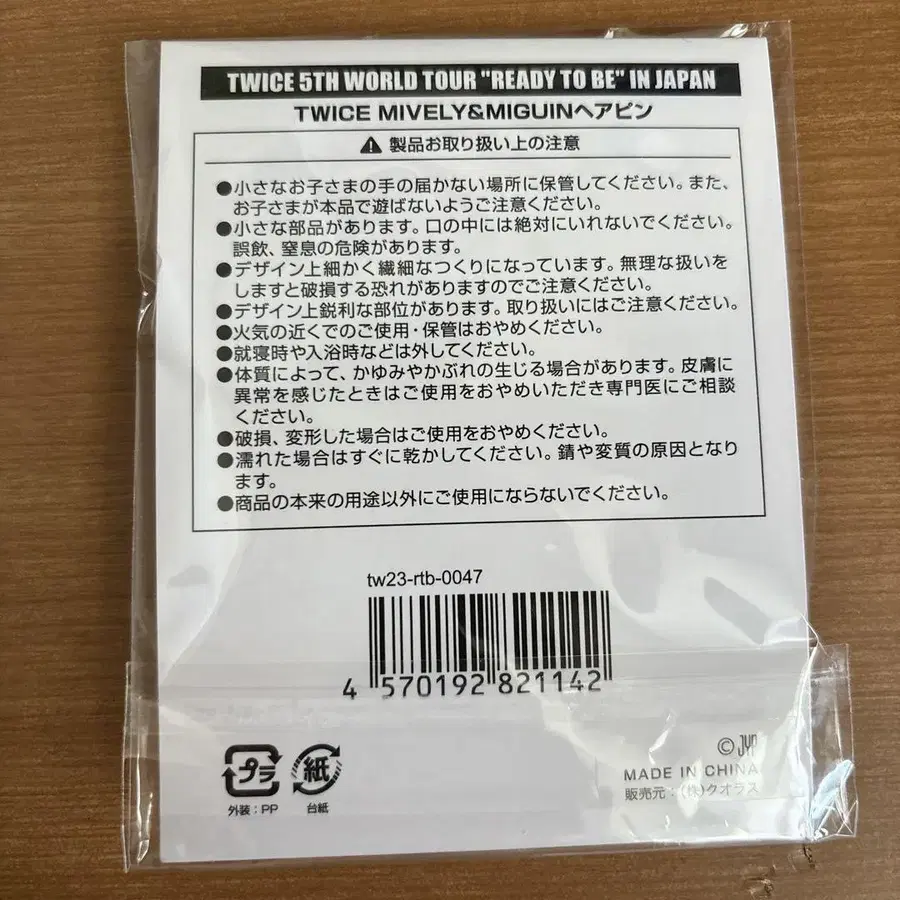 TWICE 5TH WORLD TOUR "READY TO BE" IN JAPAN
TWICE MIVELY&MIGUINヘアピン
製品お取り扱い上の注意
●小さなお子さまの手の届かない場所に保管してください。また、
お子さまが本品で遊ばないようご注意ください。
●小さな部品があります。口の中には絶対にいれないでください。
誤飲、窒息の危険があります。
●デザイン上細かく繊細なつくりになっています。無理な扱いを
しますと破損する恐れがありますのでご注意ください。
●デザイン上鋭利な部位があります。取り扱いにはご注意ください。
●火気の近くでのご使用・保管はおやめください。
●就寝時や入浴時などは外してください。
●体質によって、かゆみやかぶれの生じる場合があります。皮膚に
異常を感じたときはご使用をおやめいただき専門医にご相談
ください。
●破損、変形した場合はご使用をおやめください。
●濡れた場合はすぐに乾かしてください。錆や変質の原因となり
ます。
●商品の本来の用途以外にご使用にならないでください。
tw23-rtb-0047
4 570192 821142
プラ 紙
外装:PP 台紙
© JYP
MADE IN CHINA
販売元:(株)クオラス